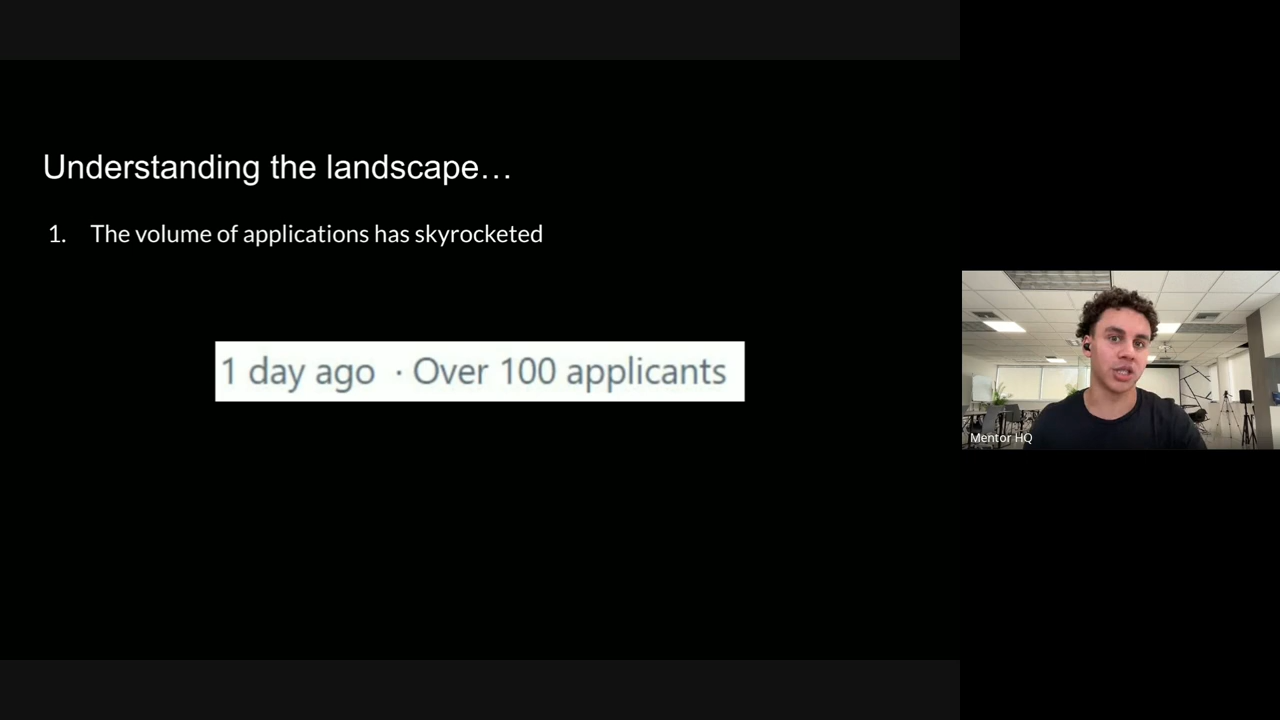 Understanding the landscape…
1. The volume of applications has skyrocketed
1 day ago · Over 100 applicants
Mentor HQ